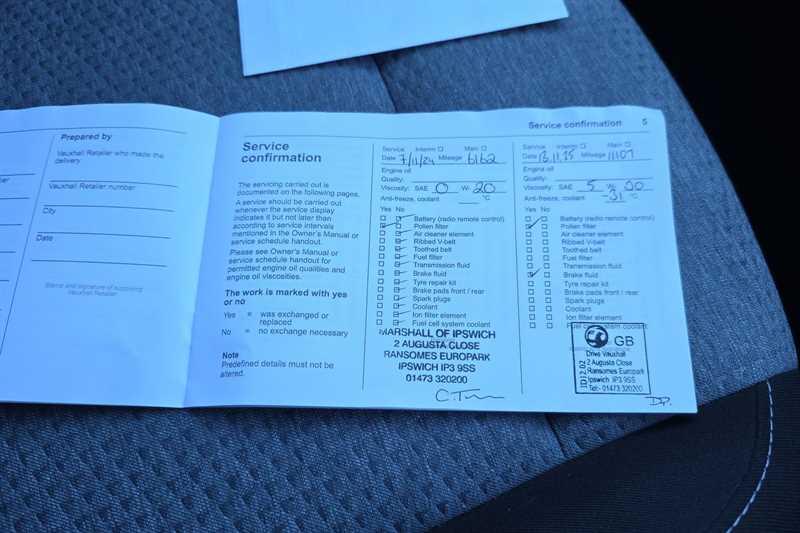 Prepared by
Vauxhall Retailer who made the
delivery
Vauxhall Retailer number
City
Date
Stamp and signature of supplying
Vauxhall Retailer
Service confirmation 5
Service
confirmation
The servicing carried out is
documented on the following pages.
A service should be carried out
whenever the service display
indicates it but not later than
according to service intervals
mentioned in the Owner's Manual or
service schedule handout.
Please see Owner's Manual or
service schedule handout for
permitted engine oil qualities and
engine oil viscosities.
The work is marked with yes
or no
Yes = was exchanged or
replaced
No = no exchange necessary
Note
Predefined details must not be
altered.
Service Interim Main
Date 7/11/24 Mileage 6162
Engine oil
Quality:
Viscosity: SAE 0 W- 20
Anti-freeze, coolant °C
Yes No
Battery (radio remote control)
Pollen filter
Air cleaner element
Ribbed V-belt
Toothed belt
Fuel filter
Transmission fluid
Brake fluid
Tyre repair kit
Brake pads front / rear
Spark plugs
Coolant
Ion filter element
Fuel cell system coolant
MARSHALL OF IPSWICH
2 AUGUSTA CLOSE
RANSOMES EUROPARK
IPSWICH IP3 9SS
01473 320200
Service Interim Main
Date Mileage 11107
Engine oil
Quality:
Viscosity: SAE 5 W- 30
Anti-freeze, coolant -31 °C
Yes No
Battery (radio remote control)
Pollen filter
Air cleaner element
Ribbed V-belt
Toothed belt
Fuel filter
Transmission fluid
Brake fluid
Tyre repair kit
Brake pads front / rear
Spark plugs
Coolant
Ion filter element
Fuel cell system coolant
GB
Drive Vauxhall
2 Augusta Close
Ransomes Europark
Ipswich IP3 9SS
Tel:- 01473 320200
DP.